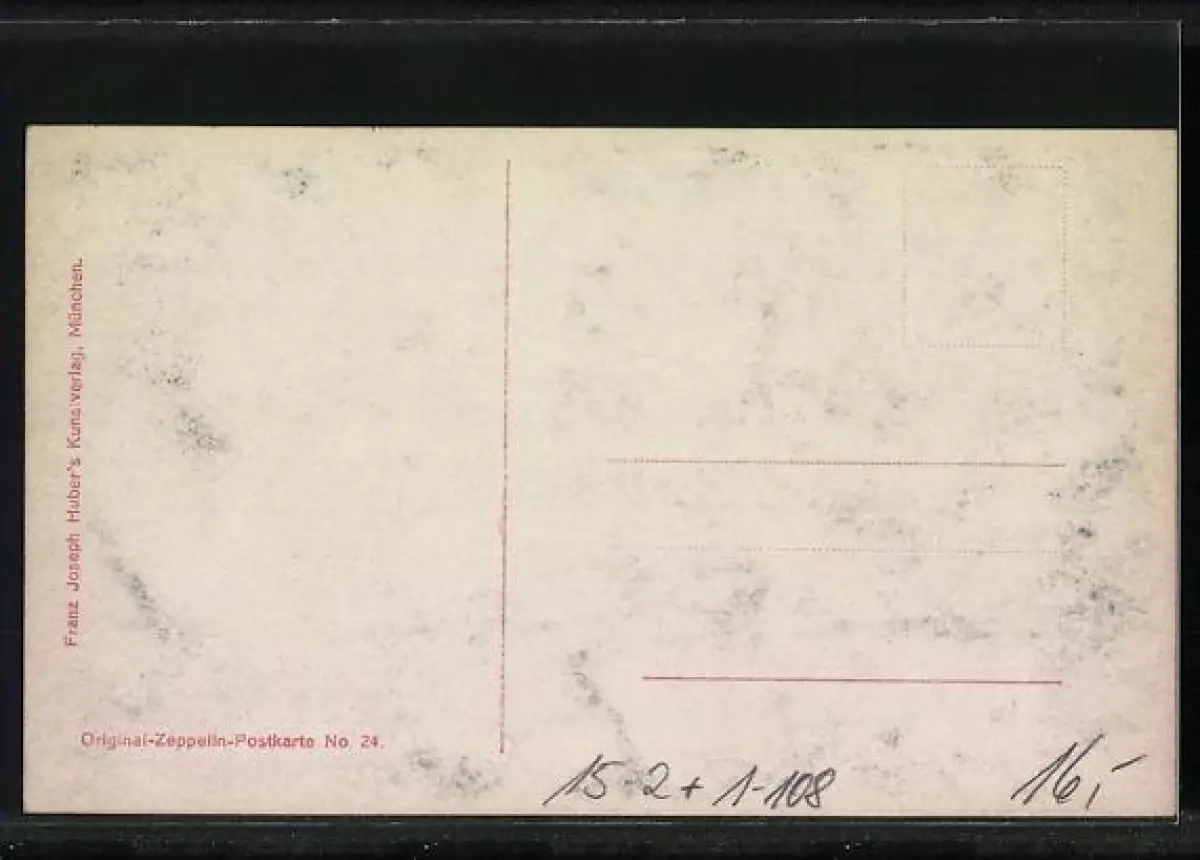 Franz Joseph Huber's Kunstverlag, München.
Original-Zeppelin-Postkarte No. 24.
15-2+1-108
16,-